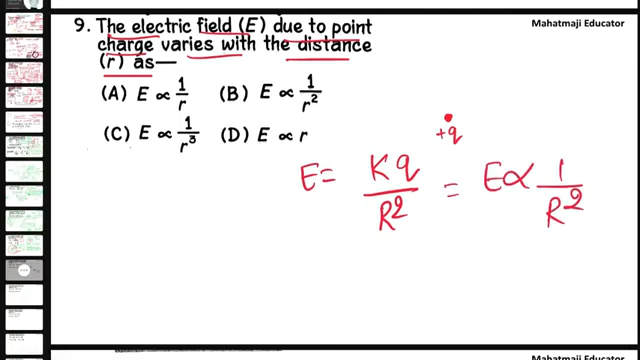 Mahatmaji Educator
9. The electric field (E) due to point
charge varies with the distance
(r) as—
(A) E ∝ 1/r (B) E ∝ 1/r²
(C) E ∝ 1/r³ (D) E ∝ r
+q
E = Kq/R² = E ∝ 1/R²
Mahatmaji Educator